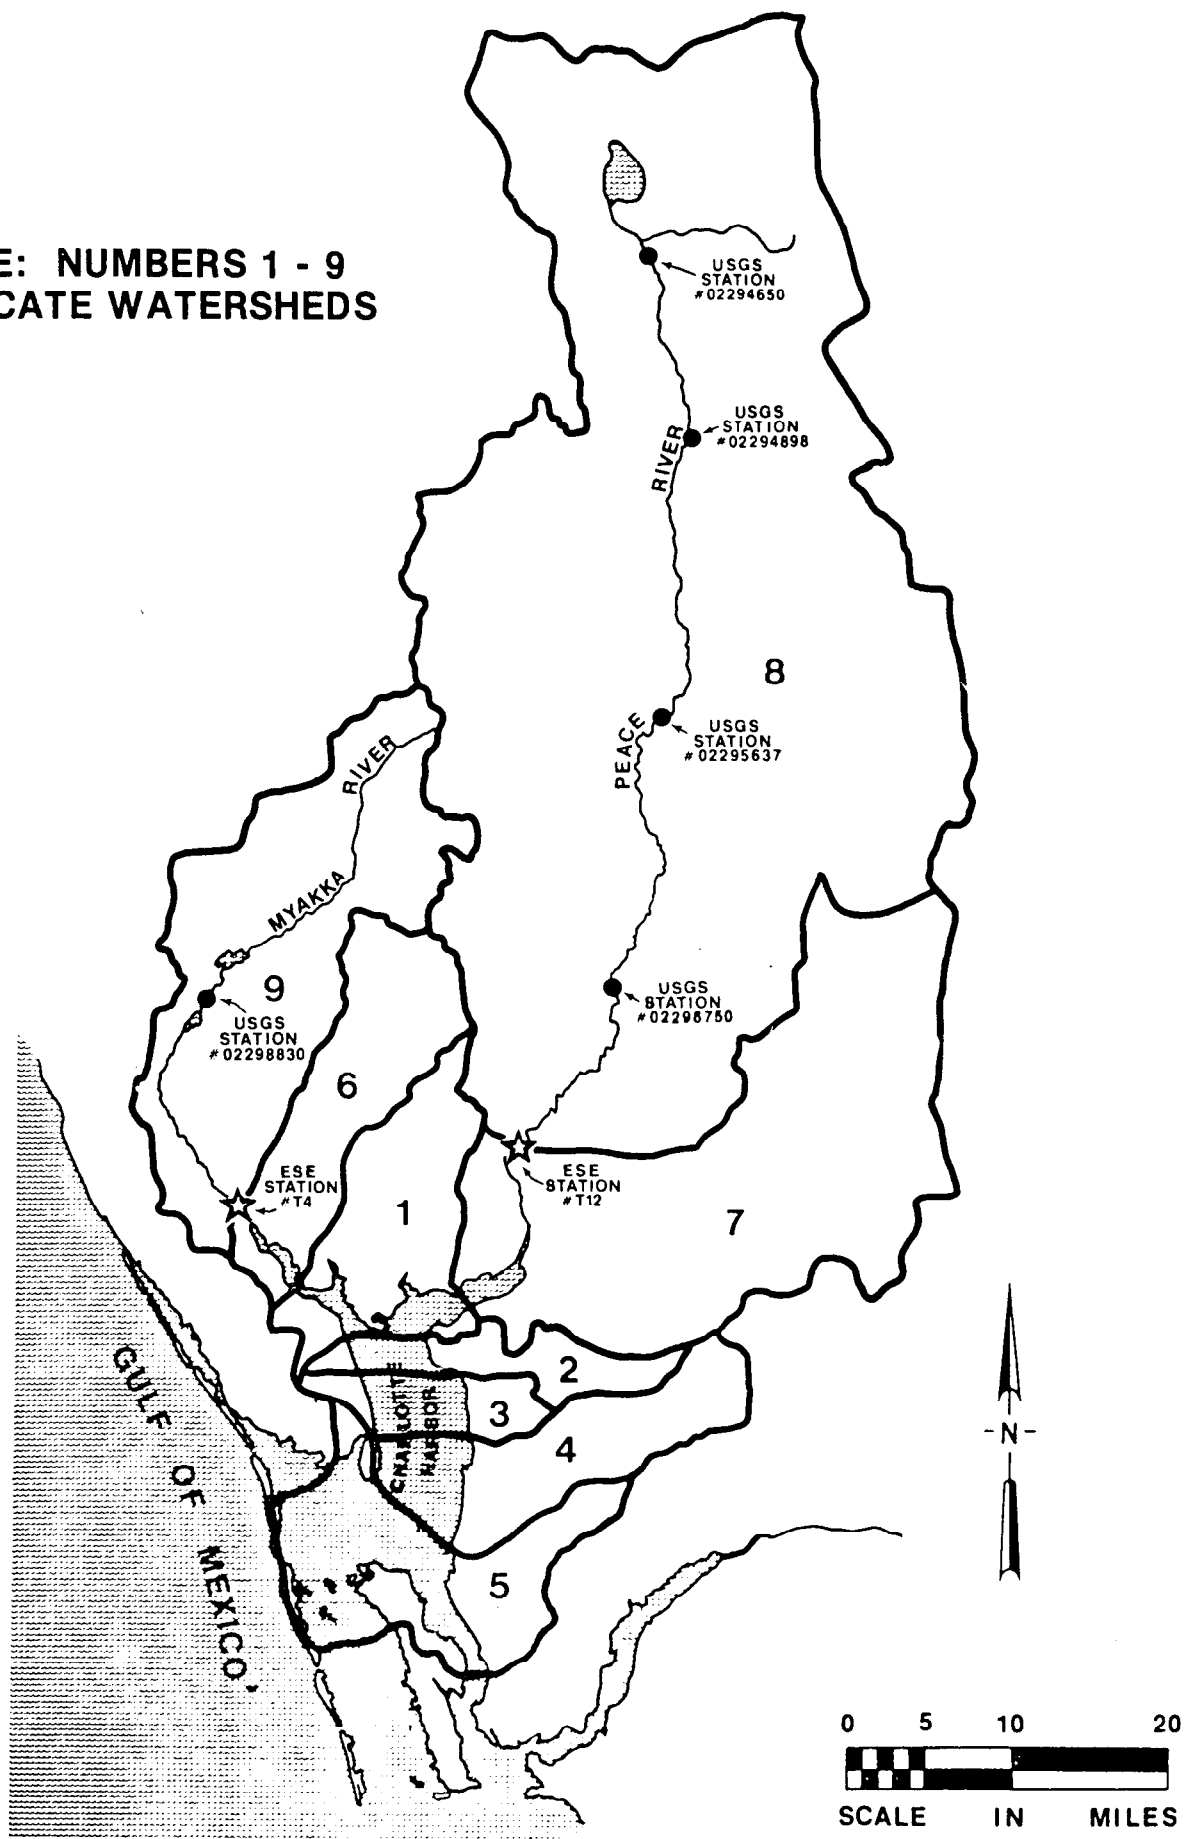 E: NUMBERS 1 - 9
CATE WATERSHEDS
USGS
STATION
#02294650
USGS
STATION
#02294898
RIVER
8
USGS
STATION
#02295637
PEACE
RIVER
MYAKKA
9
USGS
STATION
#02298830
USGS
STATION
#02296750
6
ESE
STATION
#T4
ESE
STATION
#T12
1
7
2
3
4
5
CHARLOTTE
HARBOR
GULF
OF
MEXICO
-N-
0 5 10 20
SCALE IN MILES